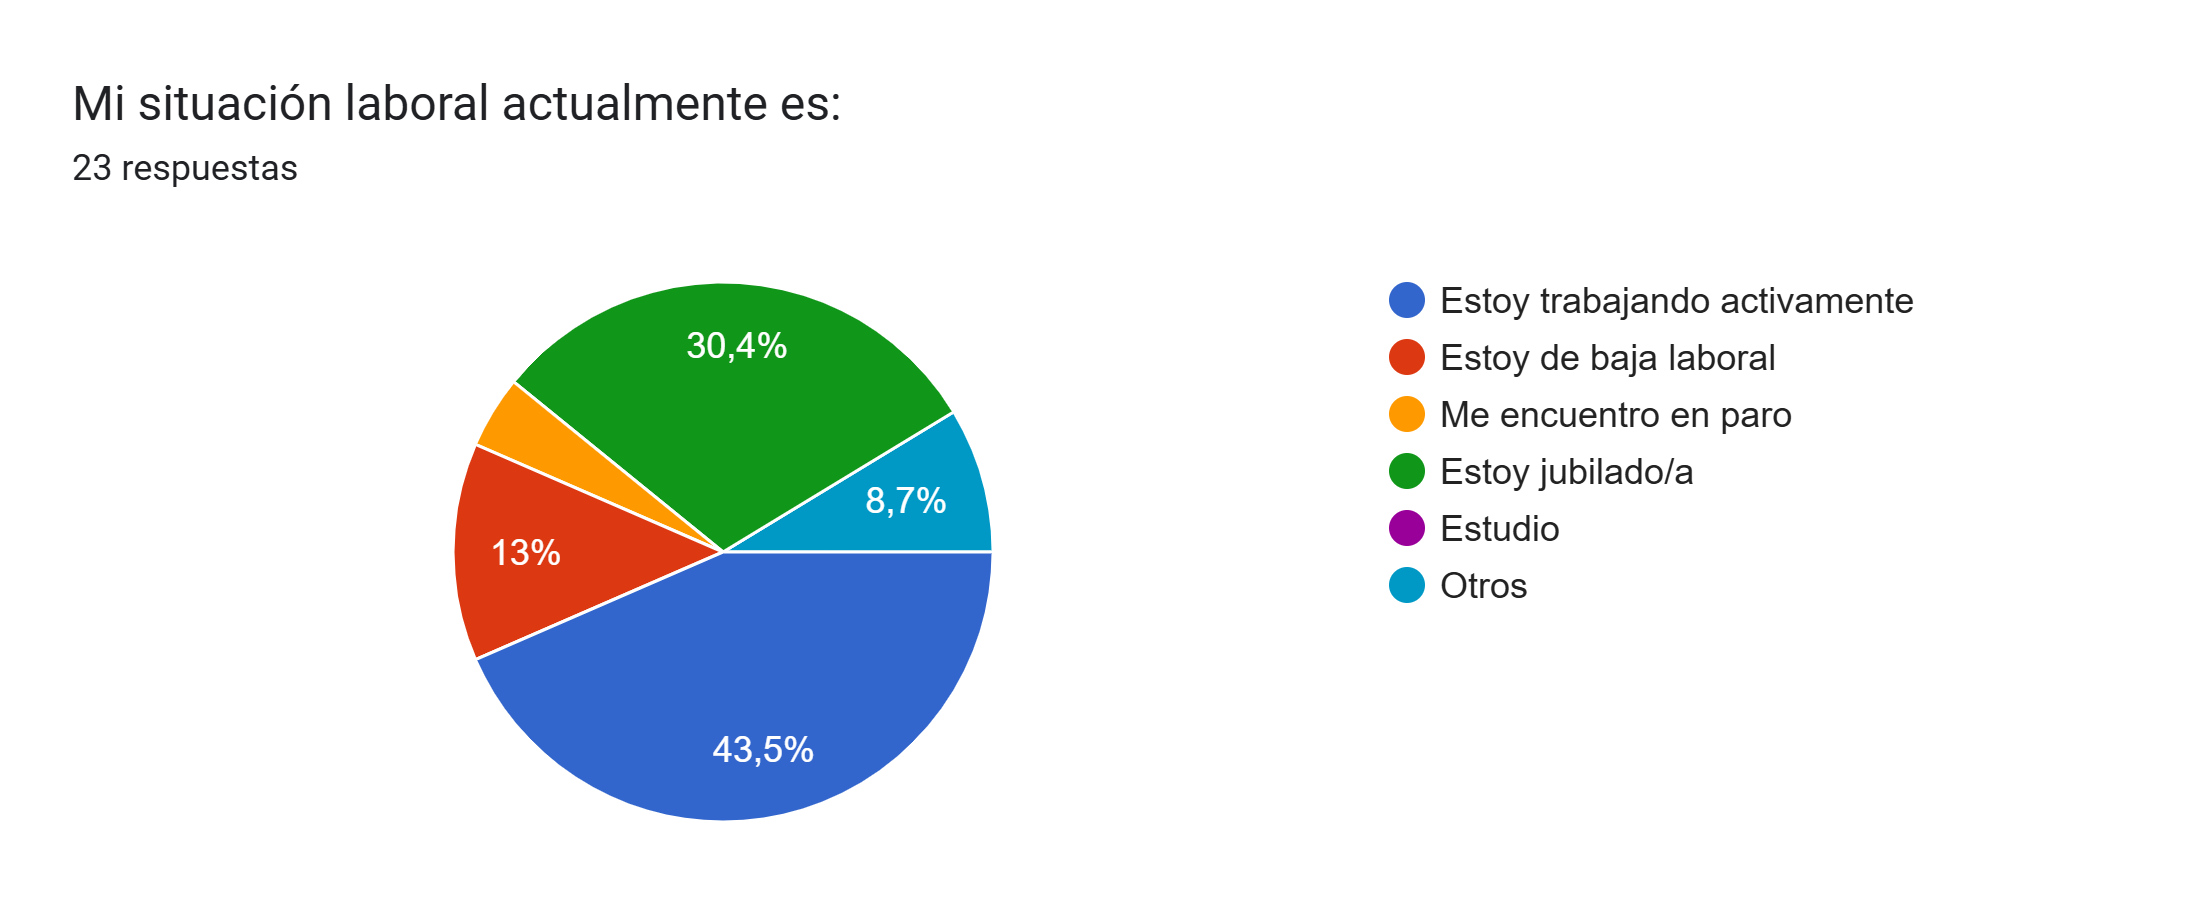 Mi situación laboral actualmente es:
23 respuestas
30,4%
8,7%
13%
43,5%
Estoy trabajando activamente
Estoy de baja laboral
Me encuentro en paro
Estoy jubilado/a
Estudio
Otros